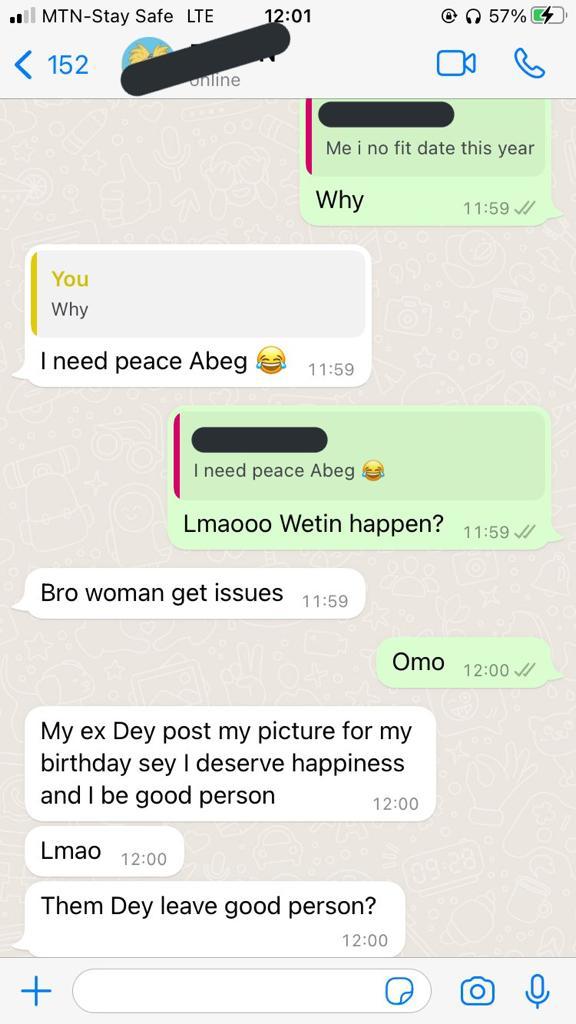 MTN-Stay Safe LTE 12:01 57%
152
online
Me i no fit date this year
Why 11:59
You
Why
I need peace Abeg 😂 11:59
I need peace Abeg 😂
Lmaooo Wetin happen? 11:59
Bro woman get issues 11:59
Omo 12:00
My ex Dey post my picture for my
birthday sey I deserve happiness
and I be good person 12:00
Lmao 12:00
Them Dey leave good person?
12:00